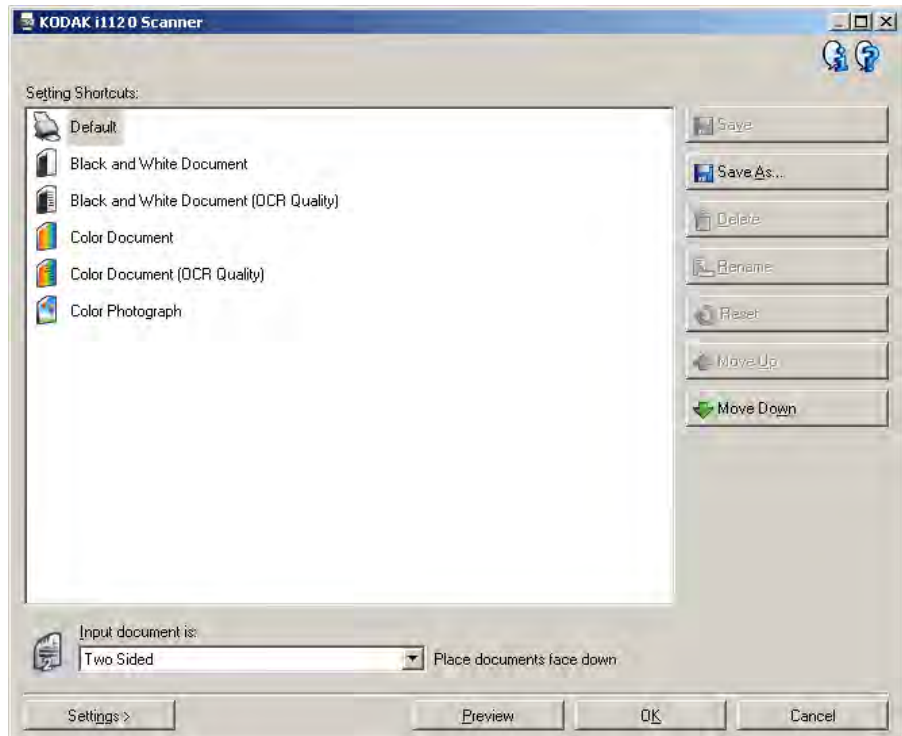 KODAK i1120 Scanner
Setting Shortcuts:
Default
Black and White Document
Black and White Document (OCR Quality)
Color Document
Color Document (OCR Quality)
Color Photograph
Save
Save As...
Delete
Rename
Reset
Move Up
Move Down
Input document is:
Two Sided
Place documents face down
Settings >
Preview
OK
Cancel